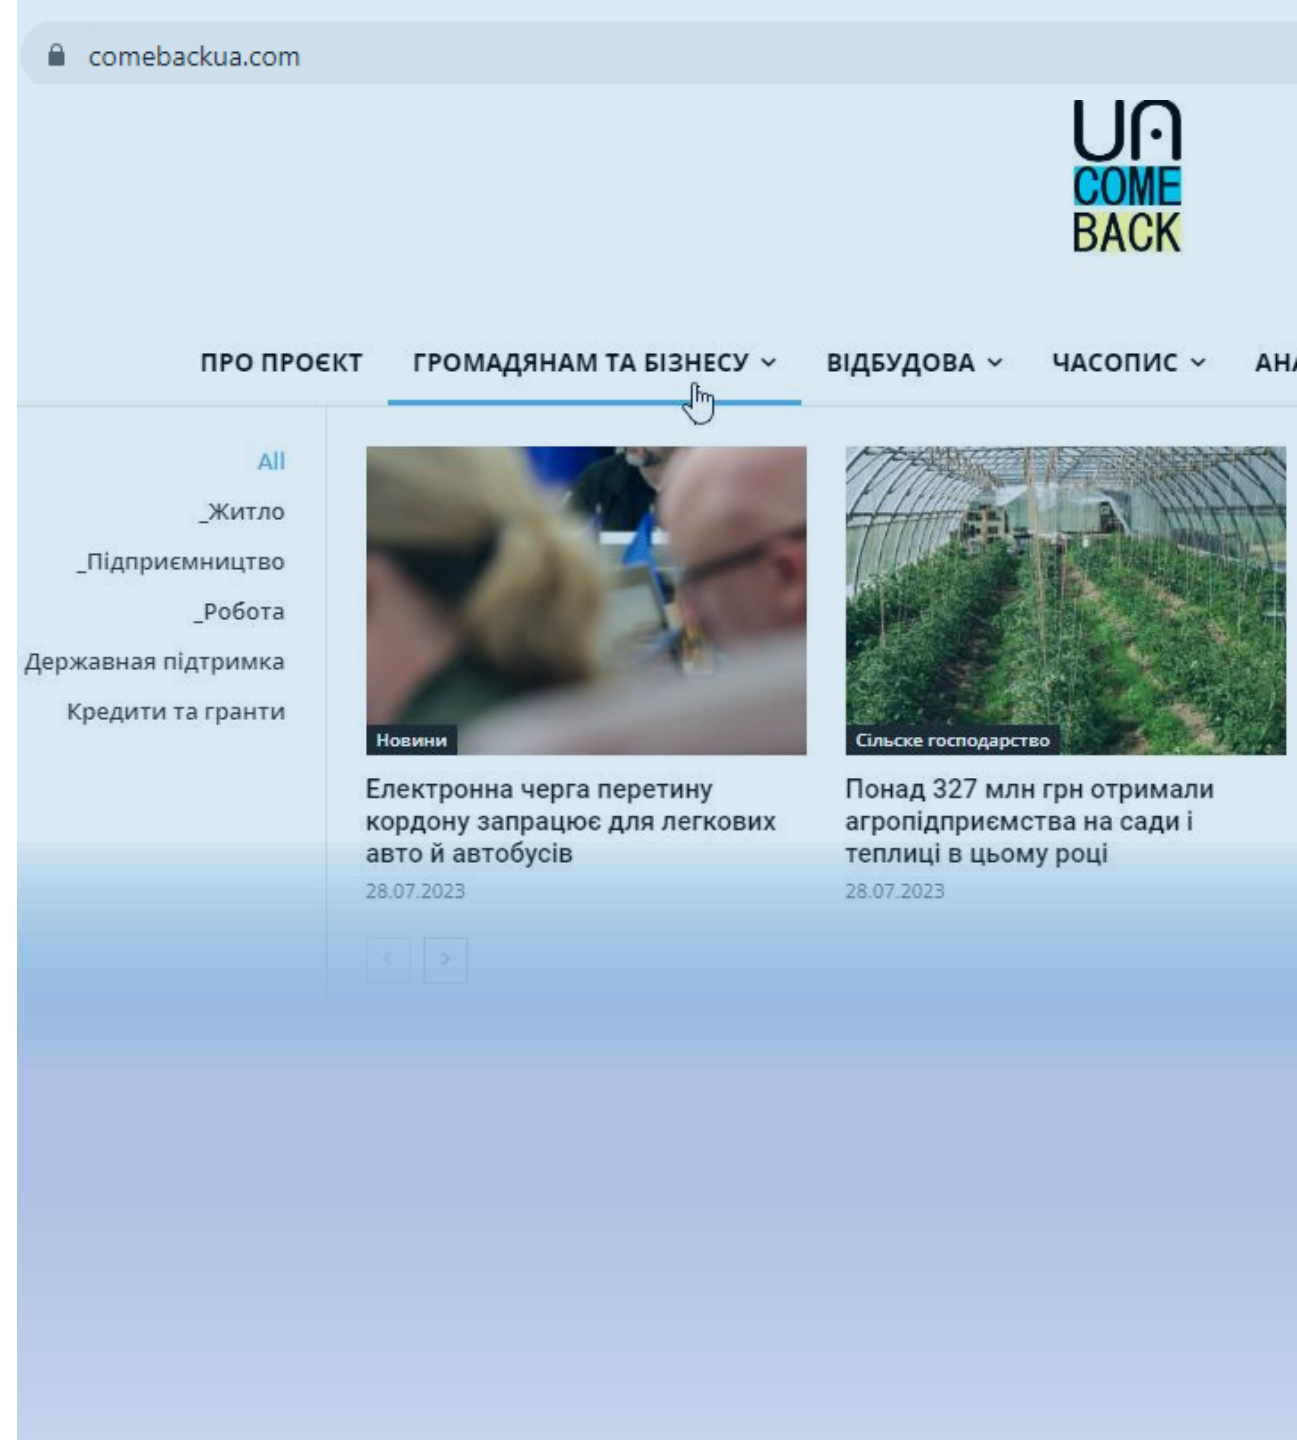 comebackua.com
UA
COME
BACK
ПРО ПРОЄКТ ГРОМАДЯНАМ ТА БІЗНЕСУ ВІДБУДОВА ЧАСОПИС
All
_Житло
_Підприємництво
_Робота
Державная підтримка
Кредити та гранти
Новини
Електронна черга перетину
кордону запрацює для легкових
авто й автобусів
28.07.2023
Сільске господарство
Понад 327 млн грн отримали
агропідприємства на сади і
теплиці в цьому році
28.07.2023